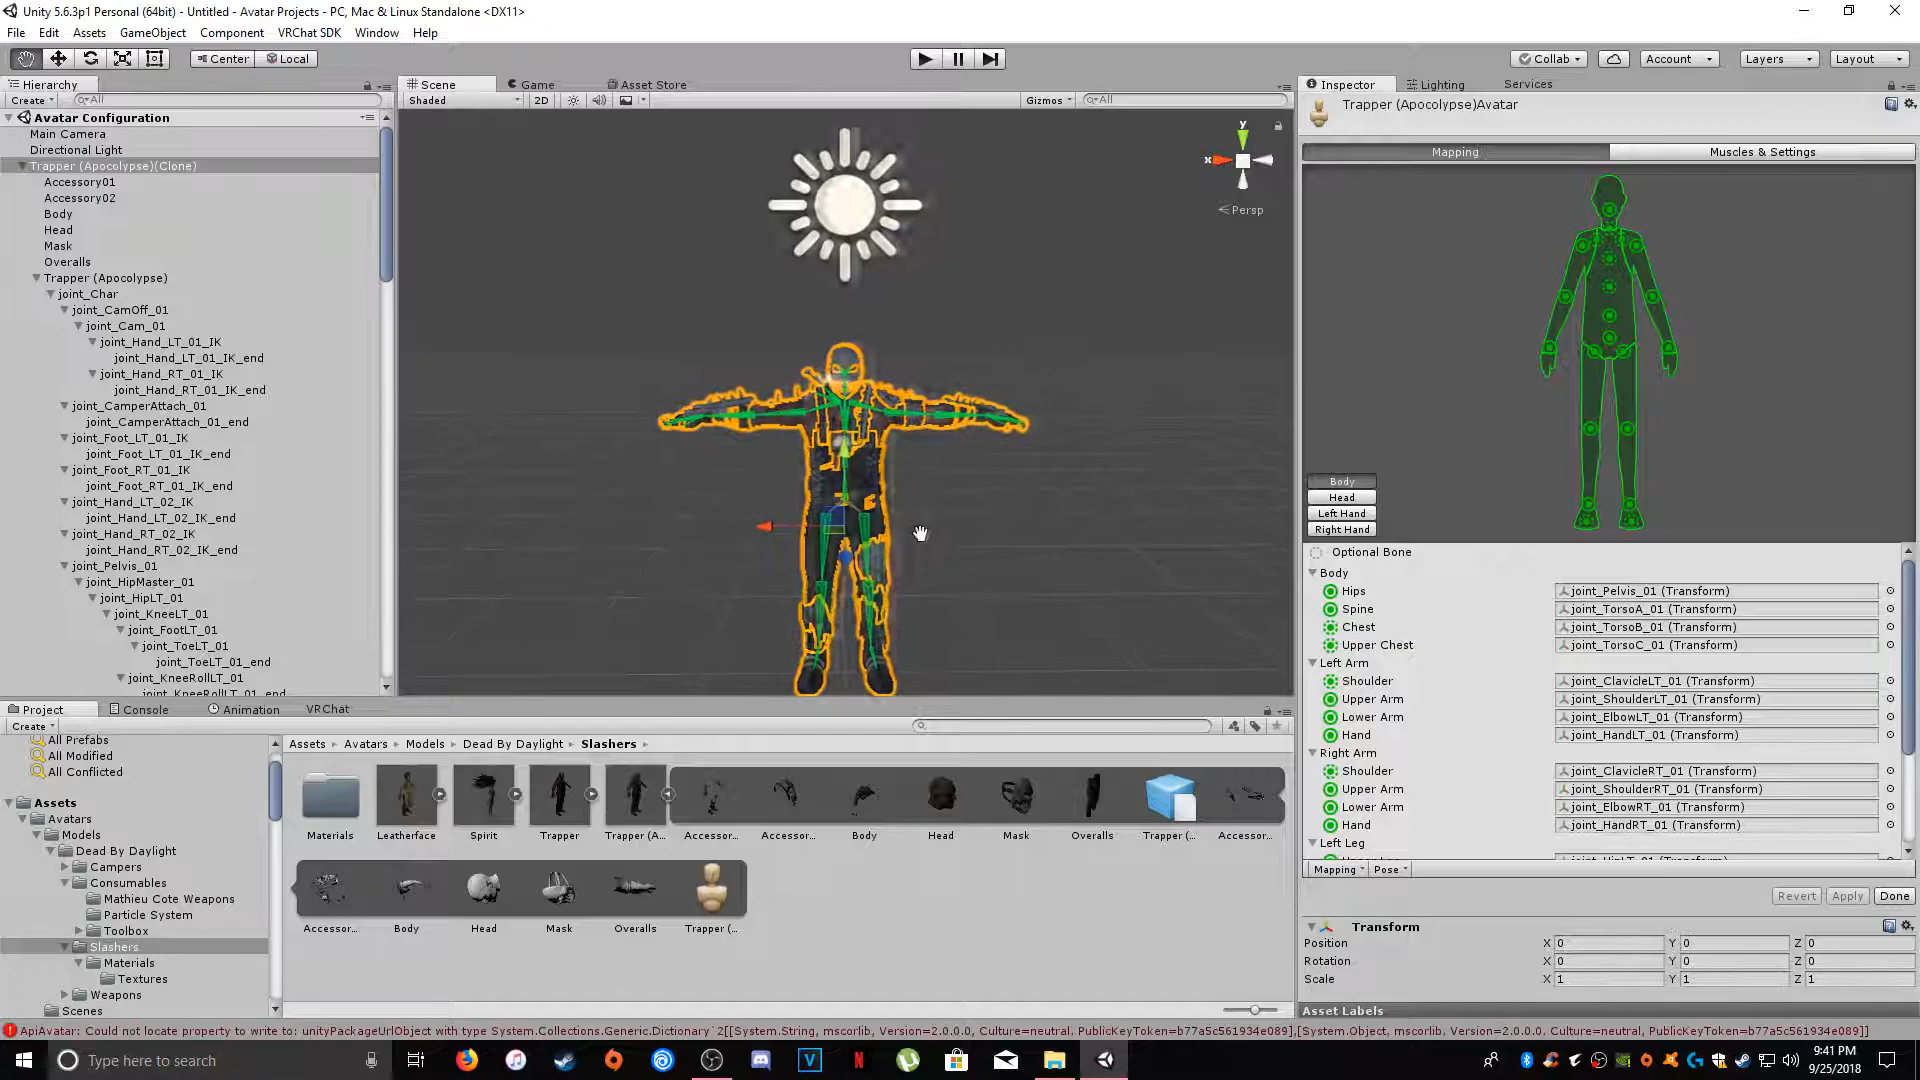 Unity 5.6.3p1 Personal (64bit) - Untitled - Avatar Projects - PC, Mac & Linux Standalone <DX11>
File Edit Assets GameObject Component VRChat SDK Window Help
Center Local Collab Account Layers Layout
Hierarchy
Create All
Avatar Configuration
Main Camera
Directional Light
Trapper (Apocolypse)(Clone)
Accessory01
Accessory02
Body
Head
Mask
Overalls
Trapper (Apocolypse)
joint_Char
joint_CamOff_01
joint_Cam_01
joint_Hand_LT_01_IK
joint_Hand_LT_01_IK_end
joint_Hand_RT_01_IK
joint_Hand_RT_01_IK_end
joint_CamperAttach_01
joint_CamperAttach_01_end
joint_Foot_LT_01_IK
joint_Foot_LT_01_IK_end
joint_Foot_RT_01_IK
joint_Foot_RT_01_IK_end
joint_Hand_LT_02_IK
joint_Hand_LT_02_IK_end
joint_Hand_RT_02_IK
joint_Hand_RT_02_IK_end
joint_Pelvis_01
joint_HipMaster_01
joint_HipLT_01
joint_KneeLT_01
joint_FootLT_01
joint_ToeLT_01
joint_ToeLT_01_end
joint_KneeRollLT_01
joint_KneeRollLT_01_end
Scene Game Asset Store
Shaded 2D Gizmos All
y
x
Persp
Inspector Lighting Services
Trapper (Apocolypse)Avatar
Mapping Muscles & Settings
Body
Head
Left Hand
Right Hand
Optional Bone
Body
Hips joint_Pelvis_01 (Transform)
Spine joint_TorsoA_01 (Transform)
Chest joint_TorsoB_01 (Transform)
Upper Chest joint_TorsoC_01 (Transform)
Left Arm
Shoulder joint_ClavicleLT_01 (Transform)
Upper Arm joint_ShoulderLT_01 (Transform)
Lower Arm joint_ElbowLT_01 (Transform)
Hand joint_HandLT_01 (Transform)
Right Arm
Shoulder joint_ClavicleRT_01 (Transform)
Upper Arm joint_ShoulderRT_01 (Transform)
Lower Arm joint_ElbowRT_01 (Transform)
Hand joint_HandRT_01 (Transform)
Left Leg
Mapping Pose
Revert Apply Done
Transform
Position X 0 Y 0 Z 0
Rotation X 0 Y 0 Z 0
Scale X 1 Y 1 Z 1
Asset Labels
Project Console Animation VRChat
Create
All Prefabs
All Modified
All Conflicted
Assets
Avatars
Models
Dead By Daylight
Campers
Consumables
Mathieu Cote Weapons
Particle System
Toolbox
Slashers
Materials
Textures
Weapons
Scenes
Assets Avatars Models Dead By Daylight Slashers
Materials Leatherface Spirit Trapper Trapper (A... Accessor... Accessor... Body Head Mask Overalls Trapper (... Accessor...
Accessor... Body Head Mask Overalls Trapper (...
ApiAvatar: Could not locate property to write to: unityPackageUrlObject with type System.Collections.Generic.Dictionary`2[[System.String, mscorlib, Version=2.0.0.0, Culture=neutral, PublicKeyToken=b77a5c561934e089],[System.Object, mscorlib, Version=2.0.0.0, Culture=neutral, PublicKeyToken=b77a5c561934e089]]
Type here to search
9:41 PM
9/25/2018